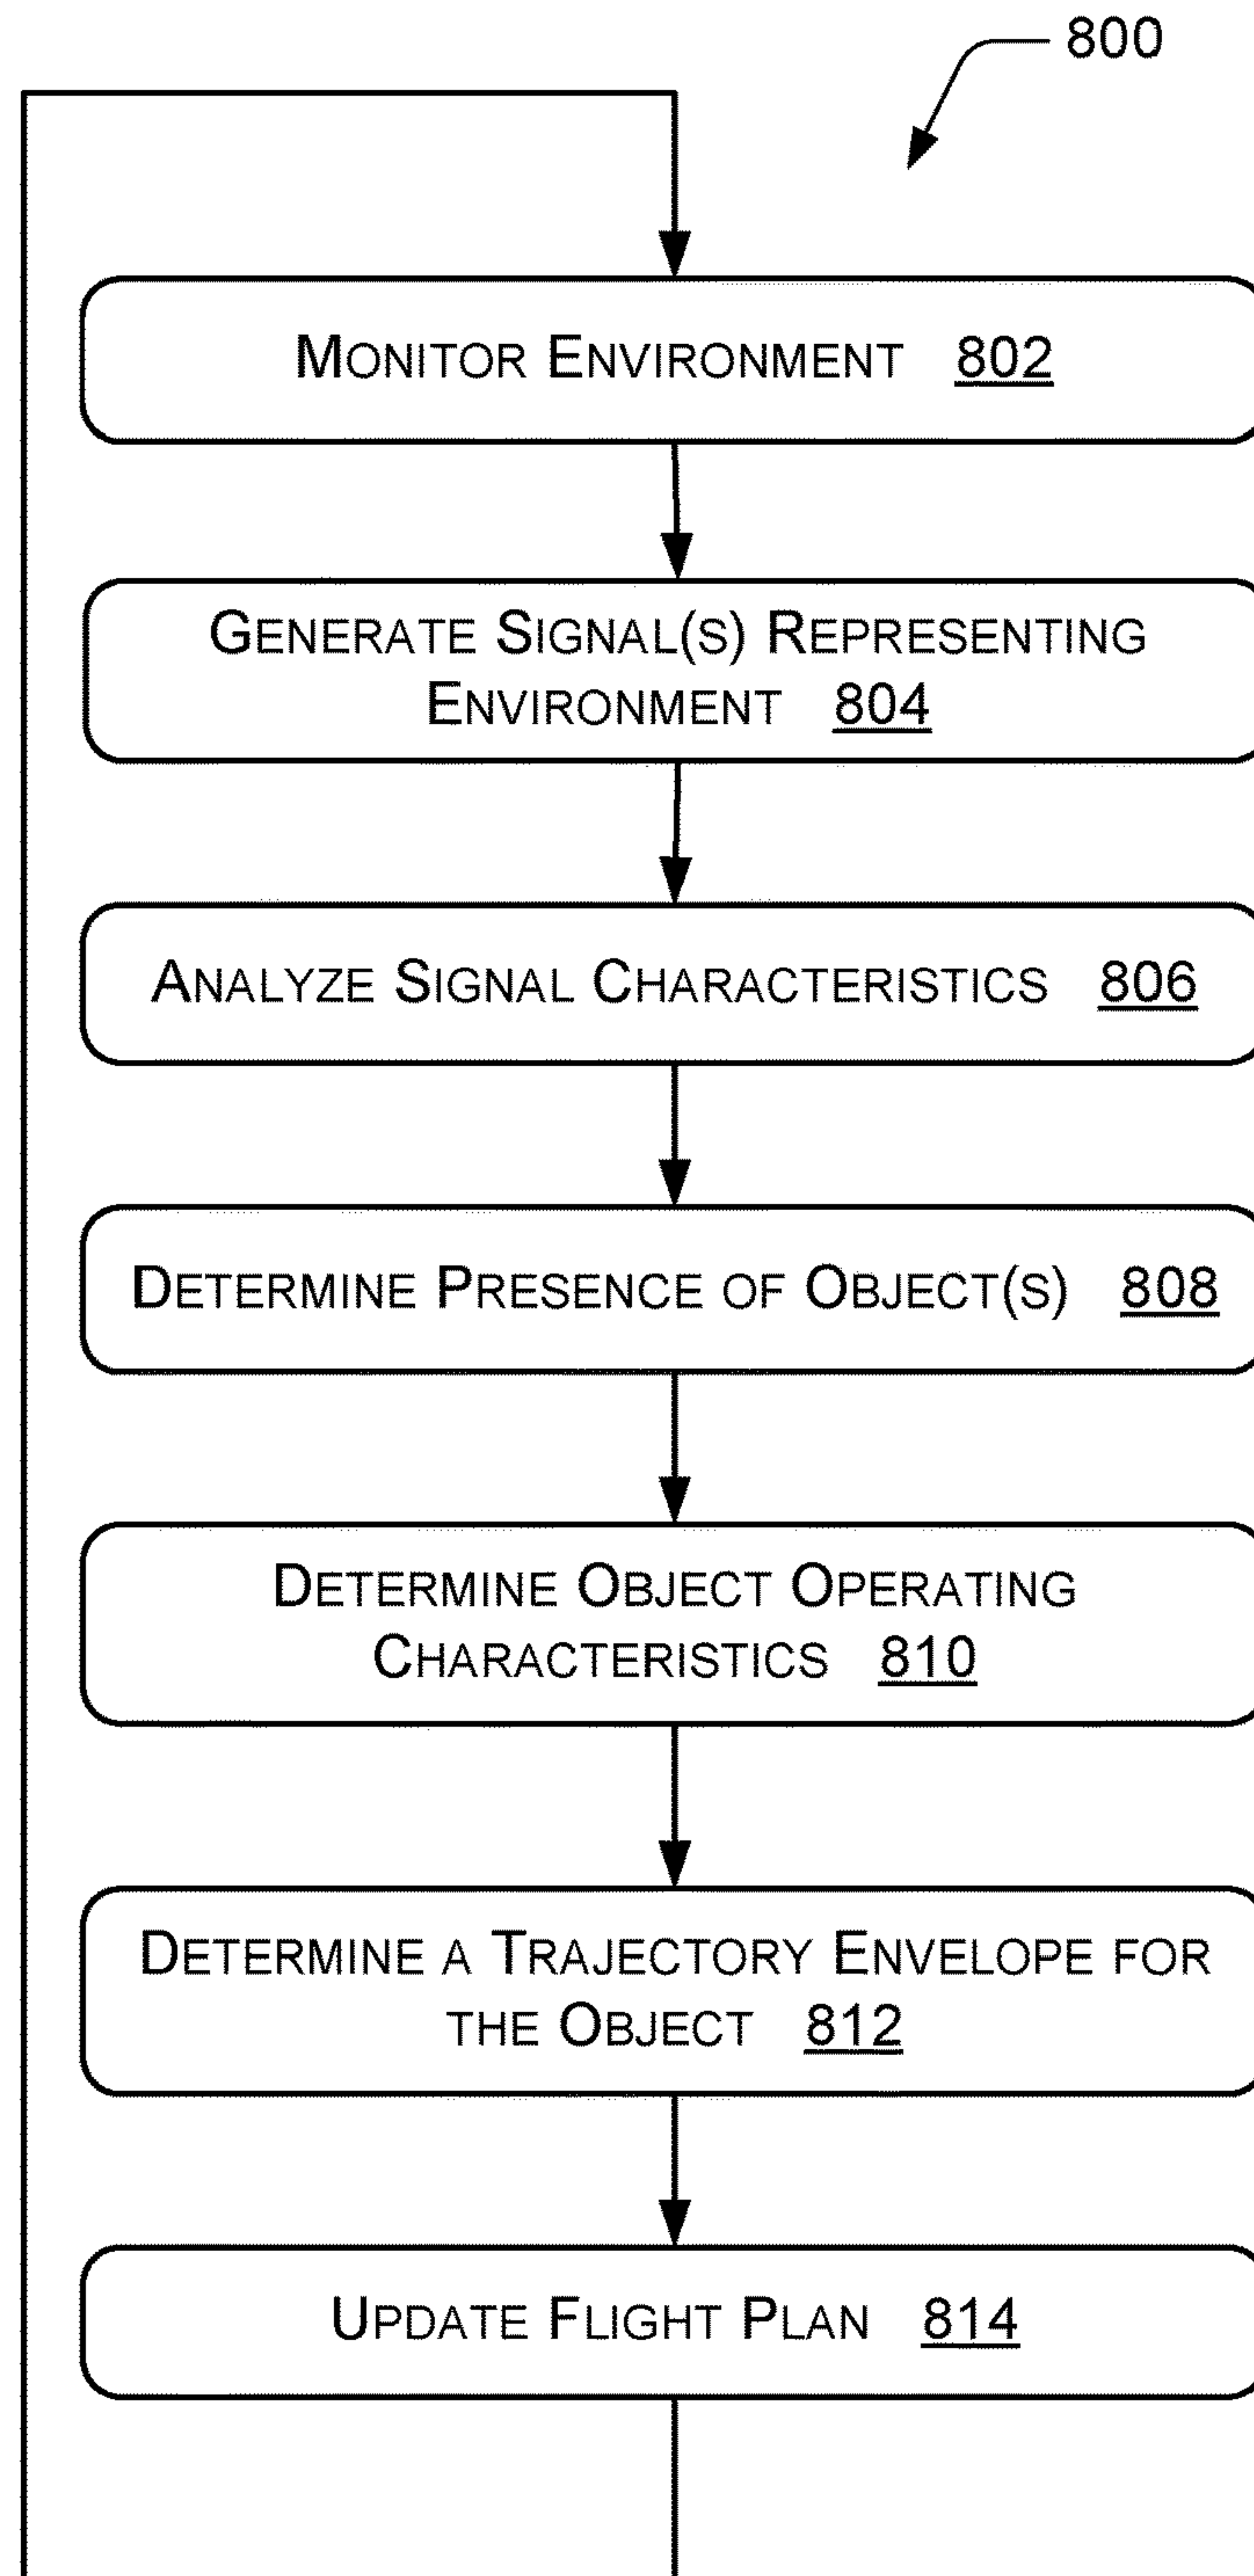 800
MONITOR ENVIRONMENT 802
GENERATE SIGNAL(S) REPRESENTING
ENVIRONMENT 804
ANALYZE SIGNAL CHARACTERISTICS 806
DETERMINE PRESENCE OF OBJECT(S) 808
DETERMINE OBJECT OPERATING
CHARACTERISTICS 810
DETERMINE A TRAJECTORY ENVELOPE FOR
THE OBJECT 812
UPDATE FLIGHT PLAN 814